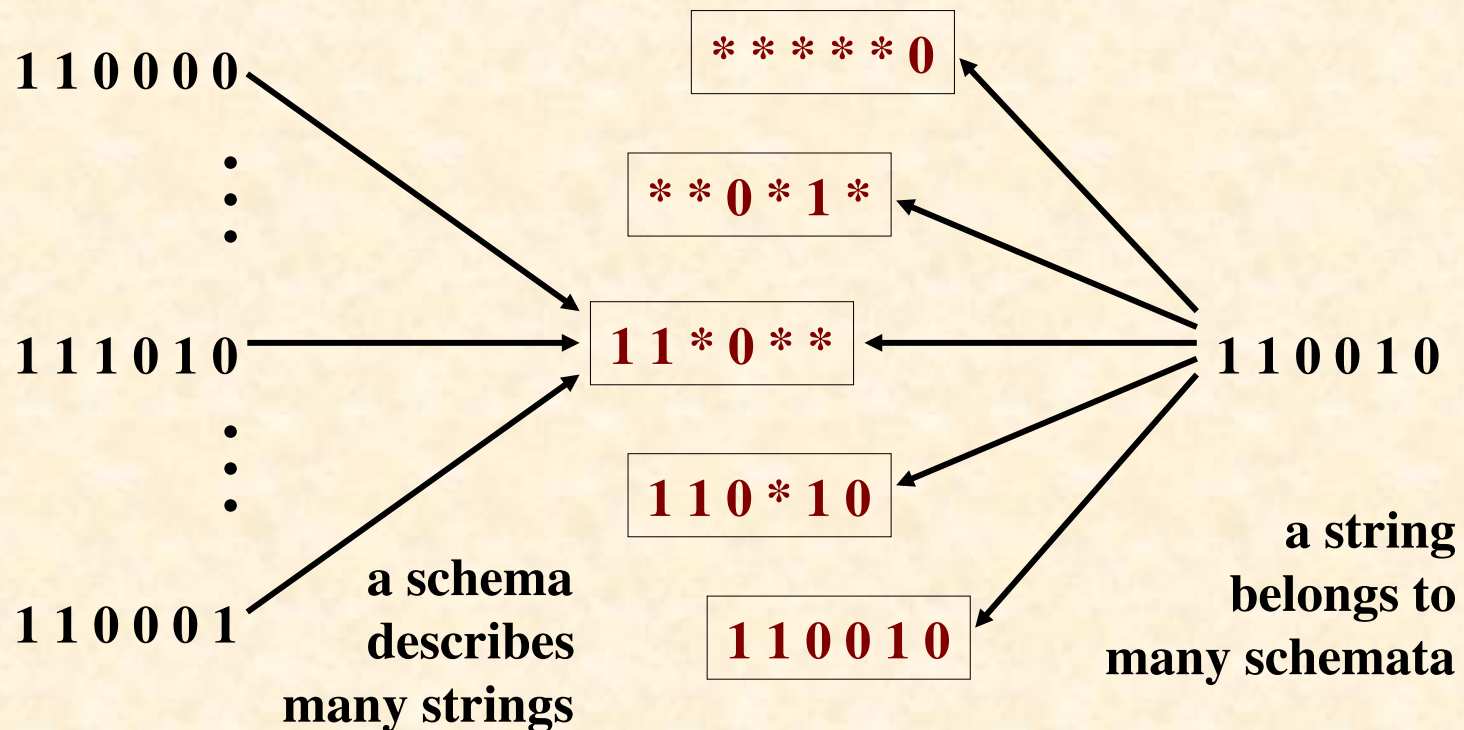 1 1 0 0 0 0
1 1 1 0 1 0
1 1 0 0 0 1
a schema
describes
many strings
* * * * * 0
* * 0 * 1 *
1 1 * 0 * *
1 1 0 * 1 0
1 1 0 0 1 0
1 1 0 0 1 0
a string
belongs to
many schemata